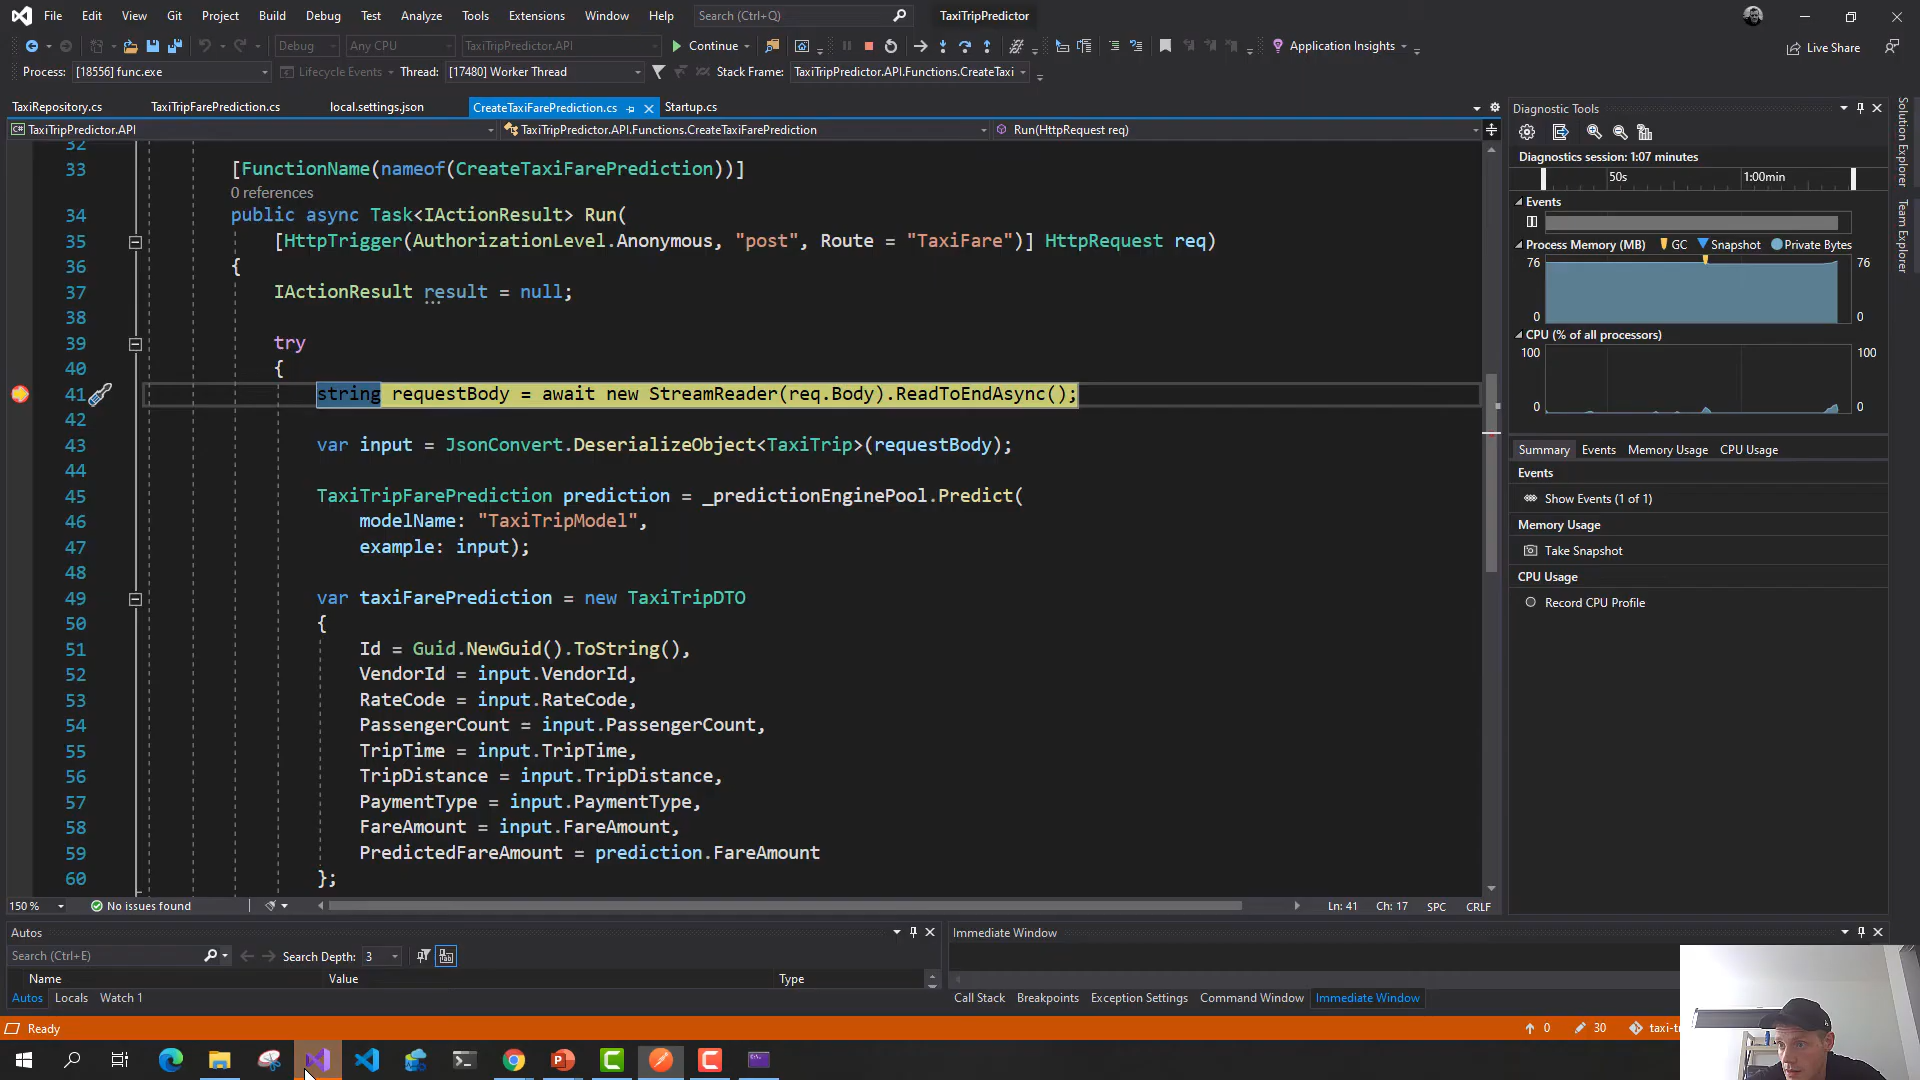 File Edit View Git Project Build Debug Test Analyze Tools Extensions Window Help Search (Ctrl+Q) TaxiTripPredictor
Debug Any CPU TaxiTripPredictor.API Continue Application Insights Live Share
Process: [18556] func.exe Lifecycle Events Thread: [17480] Worker Thread Stack Frame: TaxiTripPredictor.API.Functions.CreateTaxi
TaxiRepository.cs TaxiTripFarePrediction.cs local.settings.json CreateTaxiFarePrediction.cs Startup.cs
TaxiTripPredictor.API TaxiTripPredictor.API.Functions.CreateTaxiFarePrediction Run(HttpRequest req)
32
33 [FunctionName(nameof(CreateTaxiFarePrediction))]
0 references
34 public async Task<IActionResult> Run(
35 [HttpTrigger(AuthorizationLevel.Anonymous, "post", Route = "TaxiFare")] HttpRequest req)
36 {
37 IActionResult result = null;
38
39 try
40 {
41 string requestBody = await new StreamReader(req.Body).ReadToEndAsync();
42
43 var input = JsonConvert.DeserializeObject<TaxiTrip>(requestBody);
44
45 TaxiTripFarePrediction prediction = _predictionEnginePool.Predict(
46 modelName: "TaxiTripModel",
47 example: input);
48
49 var taxiFarePrediction = new TaxiTripDTO
50 {
51 Id = Guid.NewGuid().ToString(),
52 VendorId = input.VendorId,
53 RateCode = input.RateCode,
54 PassengerCount = input.PassengerCount,
55 TripTime = input.TripTime,
56 TripDistance = input.TripDistance,
57 PaymentType = input.PaymentType,
58 FareAmount = input.FareAmount,
59 PredictedFareAmount = prediction.FareAmount
60 };
150 % No issues found Ln: 41 Ch: 17 SPC CRLF
Diagnostic Tools
Diagnostics session: 1:07 minutes
50s 1:00min
Events
Process Memory (MB) GC Snapshot Private Bytes
76 76
0 0
CPU (% of all processors)
100 100
0 0
Summary Events Memory Usage CPU Usage
Events
Show Events (1 of 1)
Memory Usage
Take Snapshot
CPU Usage
Record CPU Profile
Solution Explorer
Team Explorer
Autos
Search (Ctrl+E) Search Depth: 3
Name Value Type
Autos Locals Watch 1
Immediate Window
Call Stack Breakpoints Exception Settings Command Window Immediate Window
Ready 0 30 taxi-tr